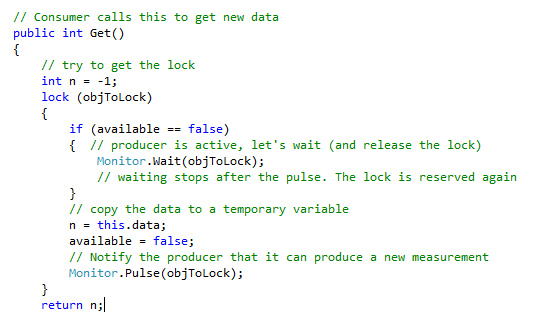 // Consumer calls this to get new data
public int Get()
{
    // try to get the lock
    int n = -1;
    lock (objToLock)
    {
        if (available == false)
        {  // producer is active, let's wait (and release the lock)
            Monitor.Wait(objToLock);
            // waiting stops after the pulse. The lock is reserved again
        }
        // copy the data to a temporary variable
        n = this.data;
        available = false;
        // Notify the producer that it can produce a new measurement
        Monitor.Pulse(objToLock);
    }
    return n;